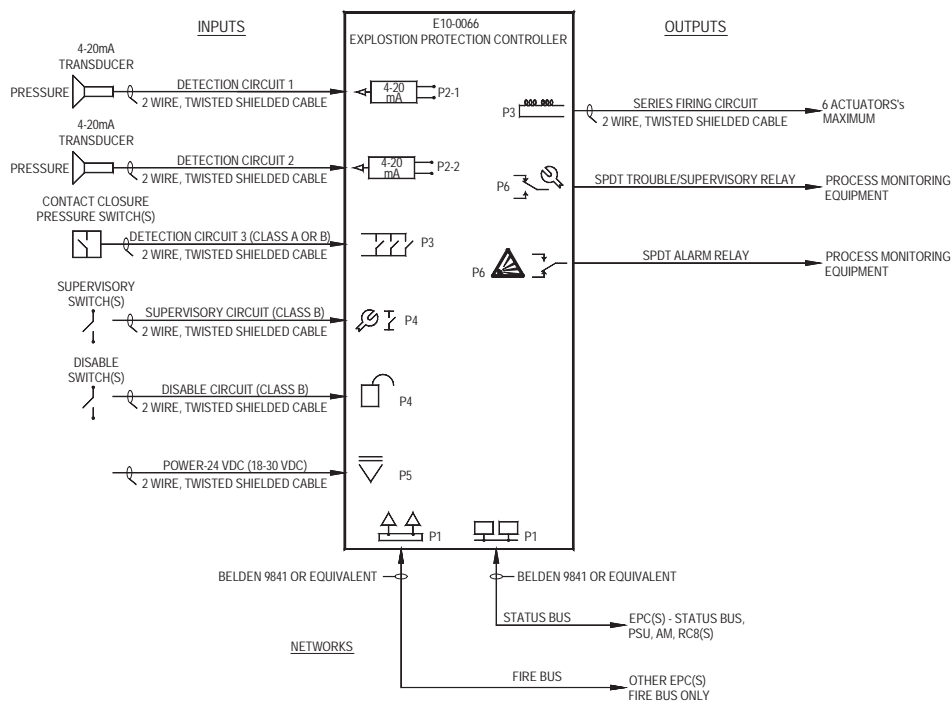 INPUTS
E10-0066
EXPLOSTION PROTECTION CONTROLLER
OUTPUTS
4-20mA
TRANSDUCER
PRESSURE
DETECTION CIRCUIT 1
2 WIRE, TWISTED SHIELDED CABLE
4-20
mA
P2-1
P3
SERIES FIRING CIRCUIT
2 WIRE, TWISTED SHIELDED CABLE
6 ACTUATORS's
MAXIMUM
4-20mA
TRANSDUCER
PRESSURE
DETECTION CIRCUIT 2
2 WIRE, TWISTED SHIELDED CABLE
4-20
mA
P2-2
P6
SPDT TROUBLE/SUPERVISORY RELAY
PROCESS MONITORING
EQUIPMENT
CONTACT CLOSURE
PRESSURE SWITCH(S)
DETECTION CIRCUIT 3 (CLASS A OR B)
2 WIRE, TWISTED SHIELDED CABLE
P3
P6
SPDT ALARM RELAY
PROCESS MONITORING
EQUIPMENT
SUPERVISORY
SWITCH(S)
SUPERVISORY CIRCUIT (CLASS B)
2 WIRE, TWISTED SHIELDED CABLE
P4
DISABLE
SWITCH(S)
DISABLE CIRCUIT (CLASS B)
2 WIRE, TWISTED SHIELDED CABLE
P4
POWER-24 VDC (18-30 VDC)
2 WIRE, TWISTED SHIELDED CABLE
P5
P1
P1
BELDEN 9841 OR EQUIVALENT
BELDEN 9841 OR EQUIVALENT
STATUS BUS
EPC(S) - STATUS BUS,
PSU, AM, RC8(S)
NETWORKS
FIRE BUS
OTHER EPC(S)
FIRE BUS ONLY